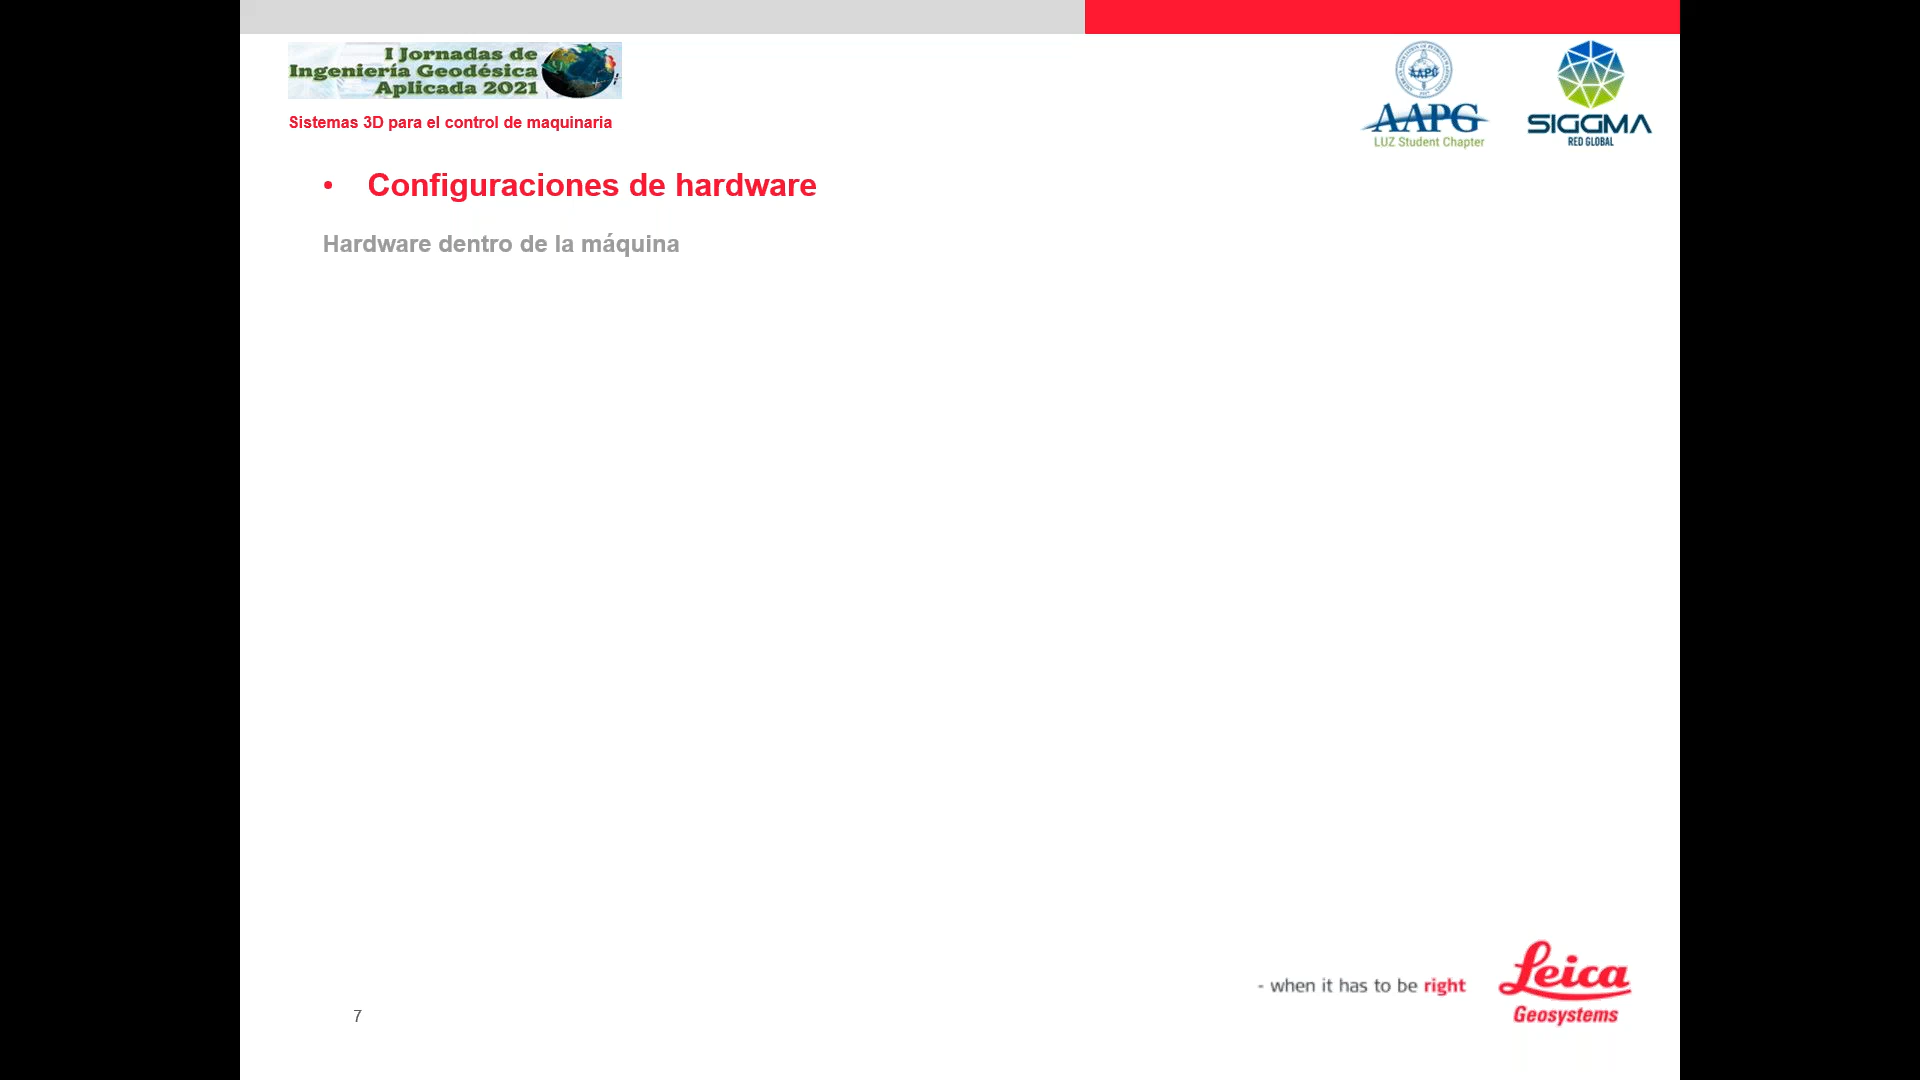 I Jornadas de
Ingeniería Geodésica
Aplicada 2021
Sistemas 3D para el control de maquinaria
AAPG
AAPG
LUZ Student Chapter
SIGGMA
RED GLOBAL
• Configuraciones de hardware
Hardware dentro de la máquina
- when it has to be right
Leica
Geosystems
7